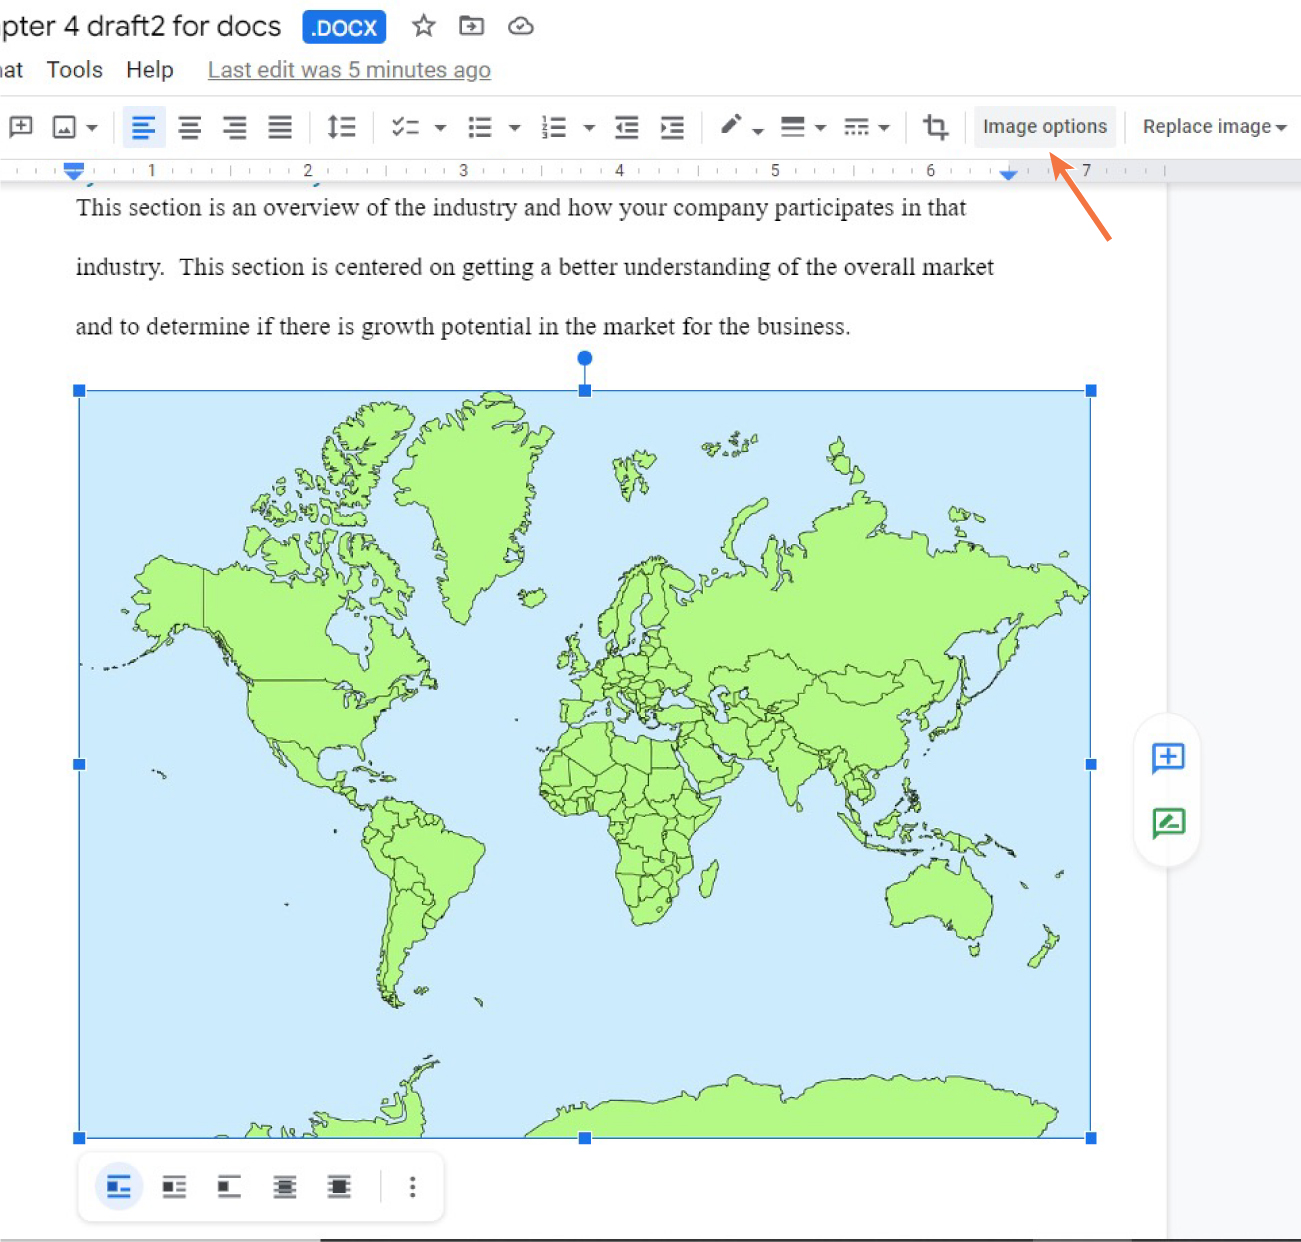 pter 4 draft2 for docs .DOCX
at Tools Help Last edit was 5 minutes ago
Image options Replace image
1 2 3 4 5 6 7
This section is an overview of the industry and how your company participates in that
industry. This section is centered on getting a better understanding of the overall market
and to determine if there is growth potential in the market for the business.